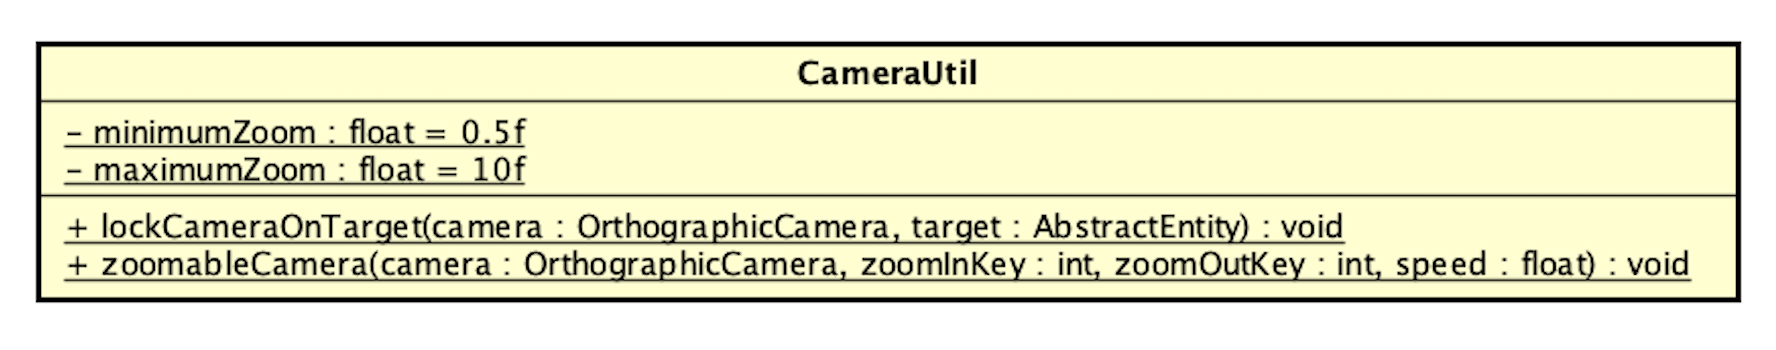 CameraUtil
- minimumZoom : float = 0.5f
- maximumZoom : float = 10f
+ lockCameraOnTarget(camera : OrthographicCamera, target : AbstractEntity) : void
+ zoomableCamera(camera : OrthographicCamera, zoomInKey : int, zoomOutKey : int, speed : float) : void